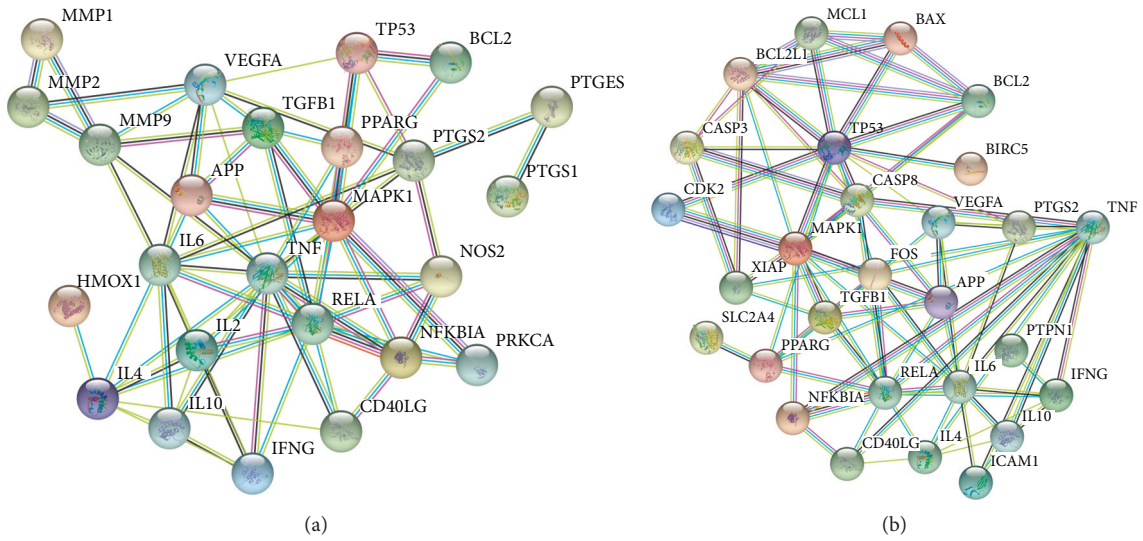 MMP1
MMP2
MMP9
VEGFA
TP53
BCL2
TGFB1
PPARG
PTGS2
PTGES
PTGS1
APP
MAPK1
IL6
TNF
NOS2
HMOX1
IL2
RELA
NFKBIA
PRKCA
IL4
IL10
CD40LG
IFNG
(a)
MCL1
BAX
BCL2L1
BCL2
CASP3
TP53
BIRC5
CDK2
CASP8
VEGFA
PTGS2
TNF
MAPK1
XIAP
FOS
APP
SLC2A4
TGFB1
PTPN1
PPARG
RELA
IL6
IFNG
NFKBIA
IL10
CD40LG
IL4
ICAM1
(b)